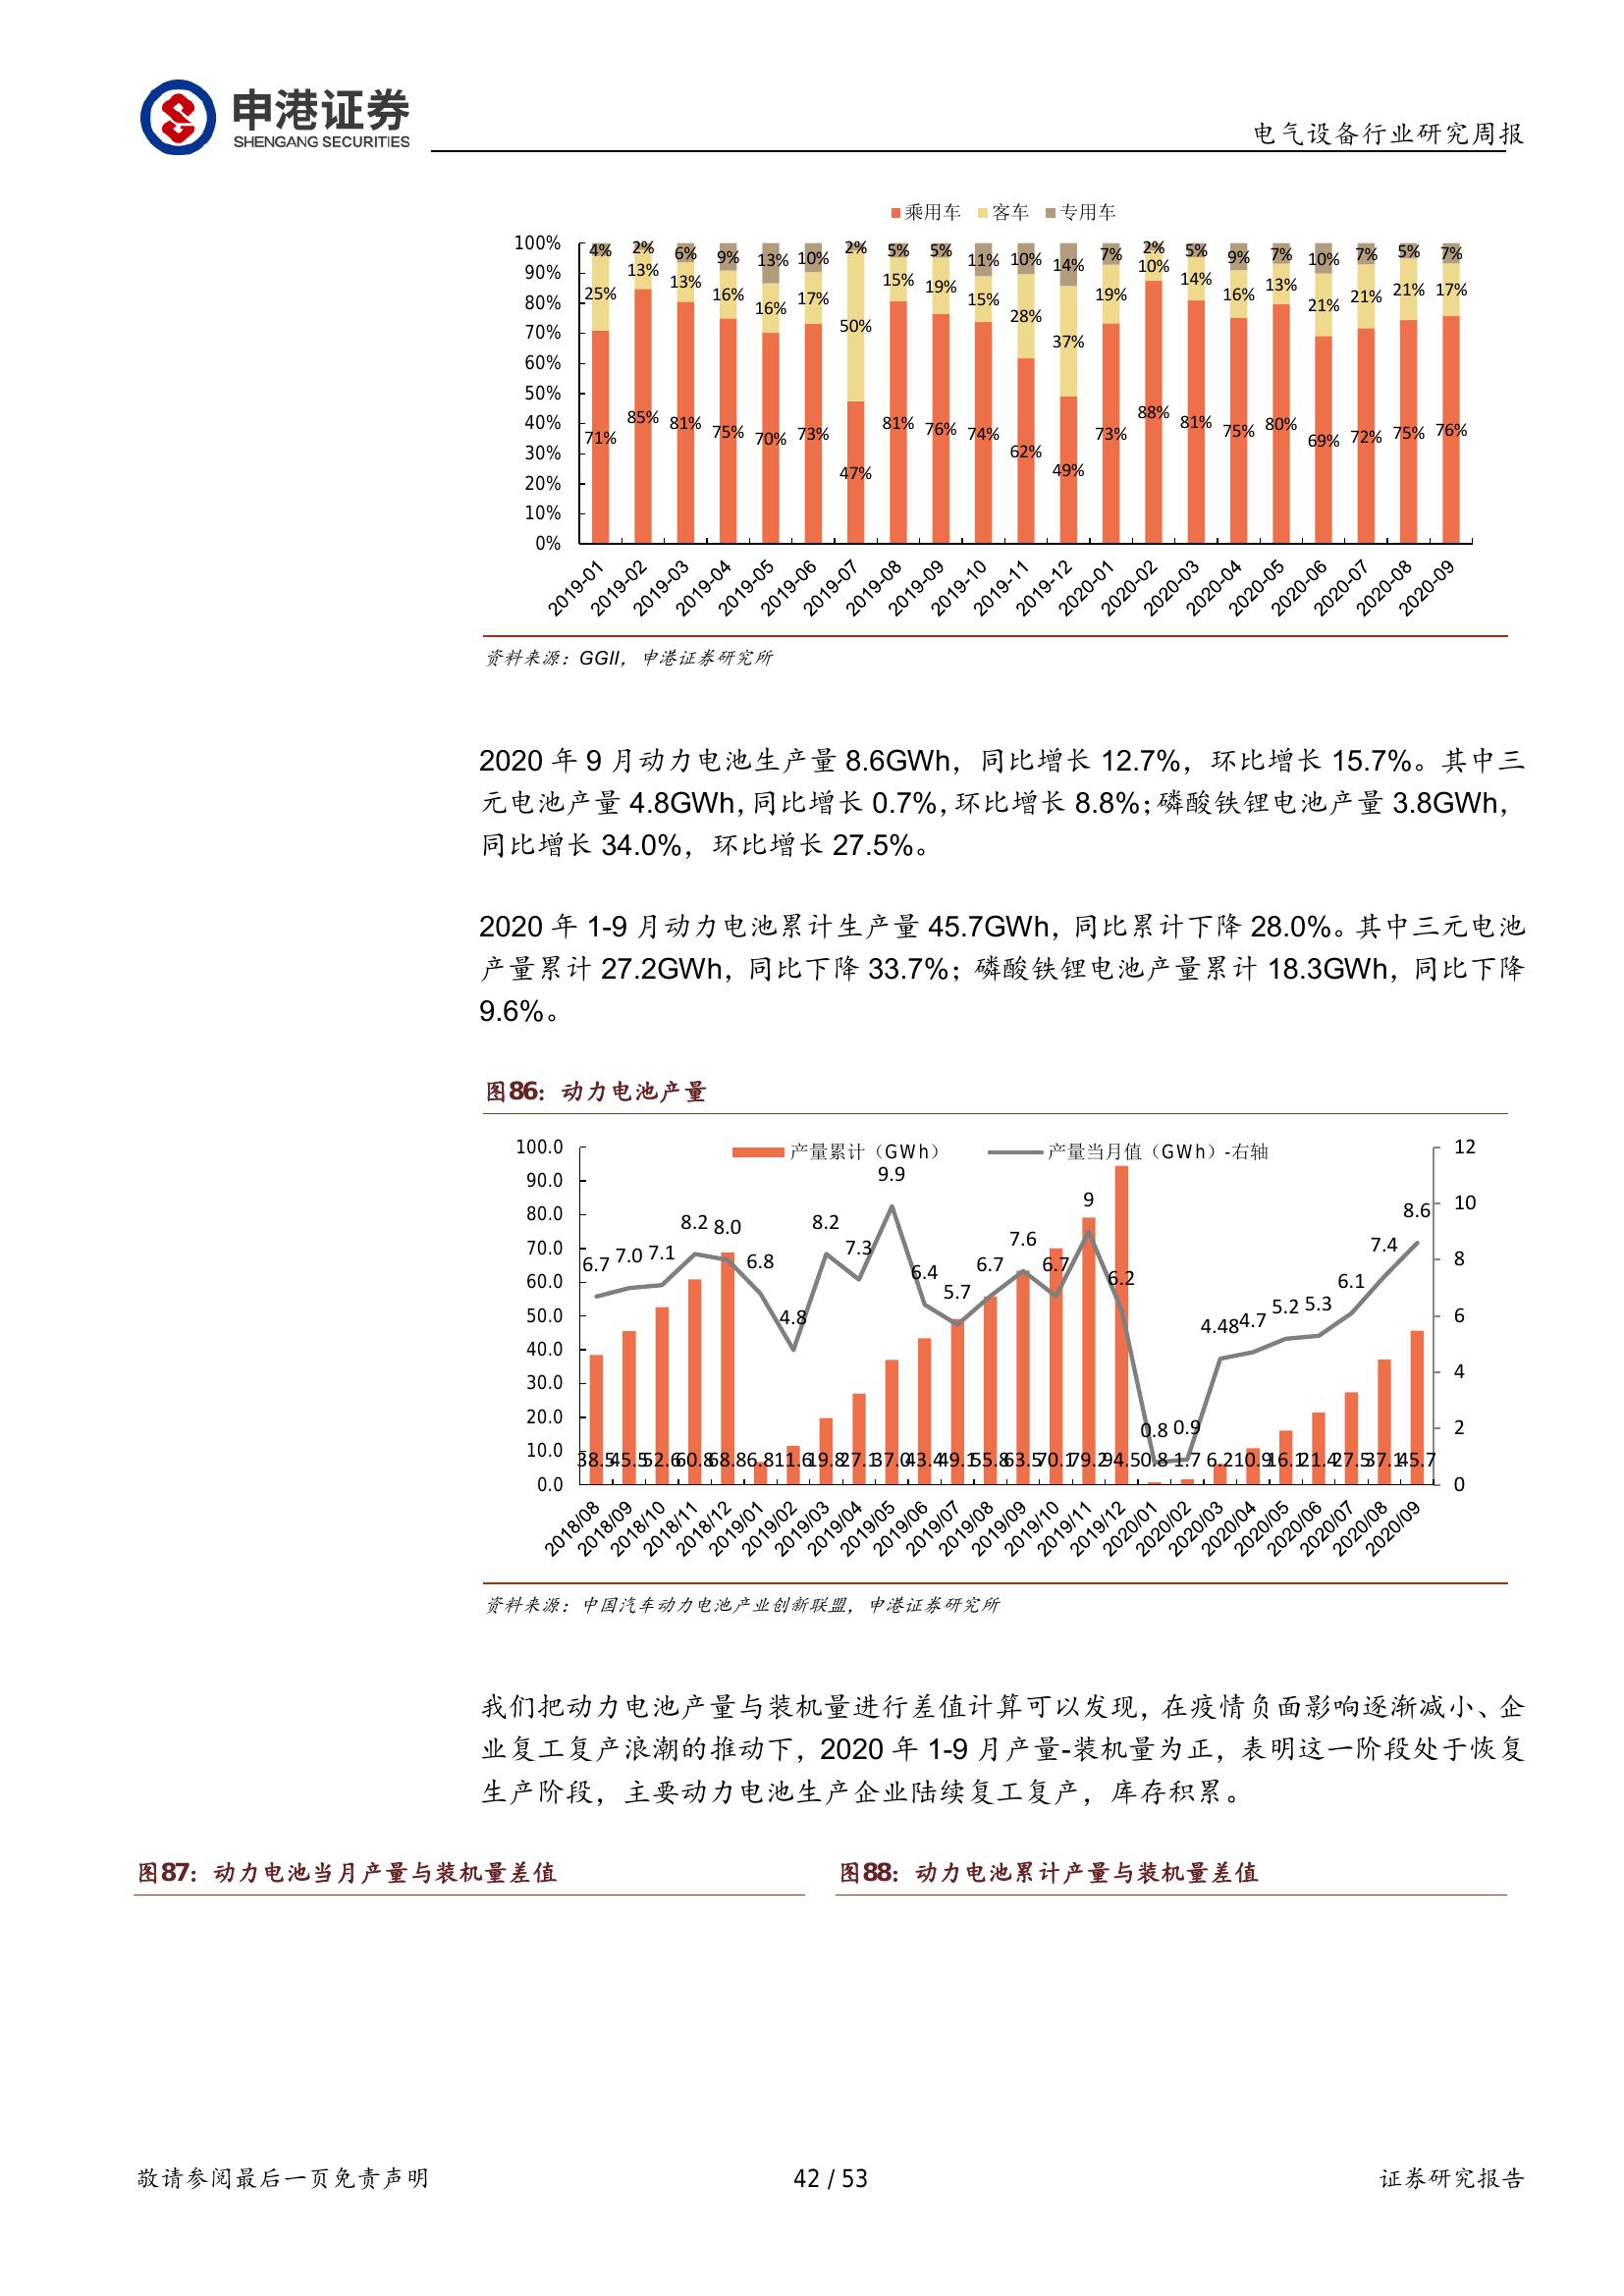 申港证券
SHENGANG SECURITIES
电气设备行业研究周报
乘用车 客车 专用车
100%
90%
80%
70%
60%
50%
40%
30%
20%
10%
0%
4% 2% 6% 9% 13% 10% 2% 5% 5% 11% 10% 14% 7% 2% 5% 9% 7% 10% 7% 5% 7%
25% 13% 13% 16% 16% 17% 50% 15% 19% 15% 28% 37% 19% 10% 14% 16% 13% 21% 21% 21% 17%
71% 85% 81% 75% 70% 73% 47% 81% 76% 74% 62% 49% 73% 88% 81% 75% 80% 69% 72% 75% 76%
2019-01 2019-02 2019-03 2019-04 2019-05 2019-06 2019-07 2019-08 2019-09 2019-10 2019-11 2019-12 2020-01 2020-02 2020-03 2020-04 2020-05 2020-06 2020-07 2020-08 2020-09
资料来源：GGII，申港证券研究所
2020 年 9 月动力电池生产量 8.6GWh，同比增长 12.7%，环比增长 15.7%。其中三
元电池产量 4.8GWh，同比增长 0.7%，环比增长 8.8%；磷酸铁锂电池产量 3.8GWh，
同比增长 34.0%，环比增长 27.5%。
2020 年 1-9 月动力电池累计生产量 45.7GWh，同比累计下降 28.0%。其中三元电池
产量累计 27.2GWh，同比下降 33.7%；磷酸铁锂电池产量累计 18.3GWh，同比下降
9.6%。
图86：动力电池产量
产量累计（GWh） 产量当月值（GWh）-右轴
100.0
90.0
80.0
70.0
60.0
50.0
40.0
30.0
20.0
10.0
0.0
12
10
8
6
4
2
0
6.7 7.0 7.1 8.2 8.0 6.8 4.8 8.2 7.3 9.9 6.4 5.7 6.7 7.6 6.7 9 6.2 0.8 0.9 4.48 4.7 5.2 5.3 6.1 7.4 8.6
38.5 45.5 52.6 60.8 68.8 6.8 11.6 19.8 27.1 37.0 43.4 49.1 55.8 63.5 70.1 79.2 94.5 0.8 1.7 6.2 10.9 16.1 21.4 27.5 37.1 45.7
2018/08 2018/09 2018/10 2018/11 2018/12 2019/01 2019/02 2019/03 2019/04 2019/05 2019/06 2019/07 2019/08 2019/09 2019/10 2019/11 2019/12 2020/01 2020/02 2020/03 2020/04 2020/05 2020/06 2020/07 2020/08 2020/09
资料来源：中国汽车动力电池产业创新联盟，申港证券研究所
我们把动力电池产量与装机量进行差值计算可以发现，在疫情负面影响逐渐减小、企
业复工复产浪潮的推动下，2020 年 1-9 月产量-装机量为正，表明这一阶段处于恢复
生产阶段，主要动力电池生产企业陆续复工复产，库存积累。
图87：动力电池当月产量与装机量差值
图88：动力电池累计产量与装机量差值
敬请参阅最后一页免责声明
42 / 53
证券研究报告